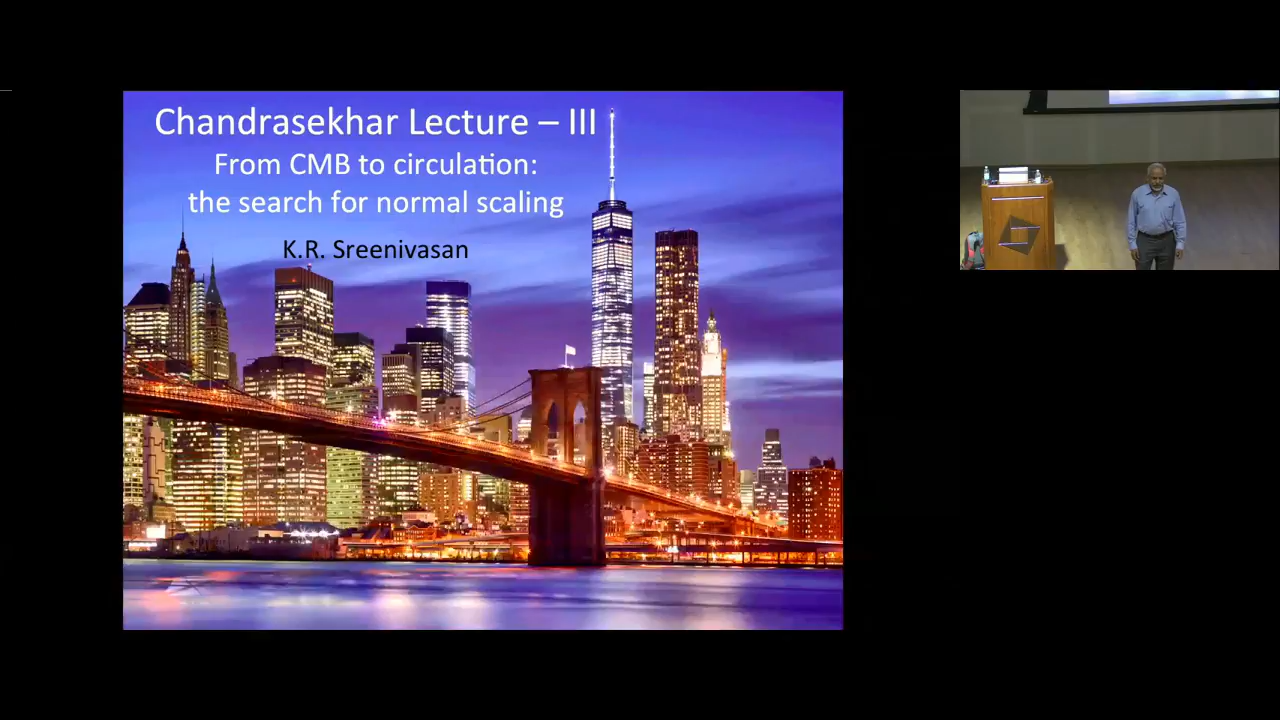 Chandrasekhar Lecture – III
From CMB to circulation:
the search for normal scaling
K.R. Sreenivasan